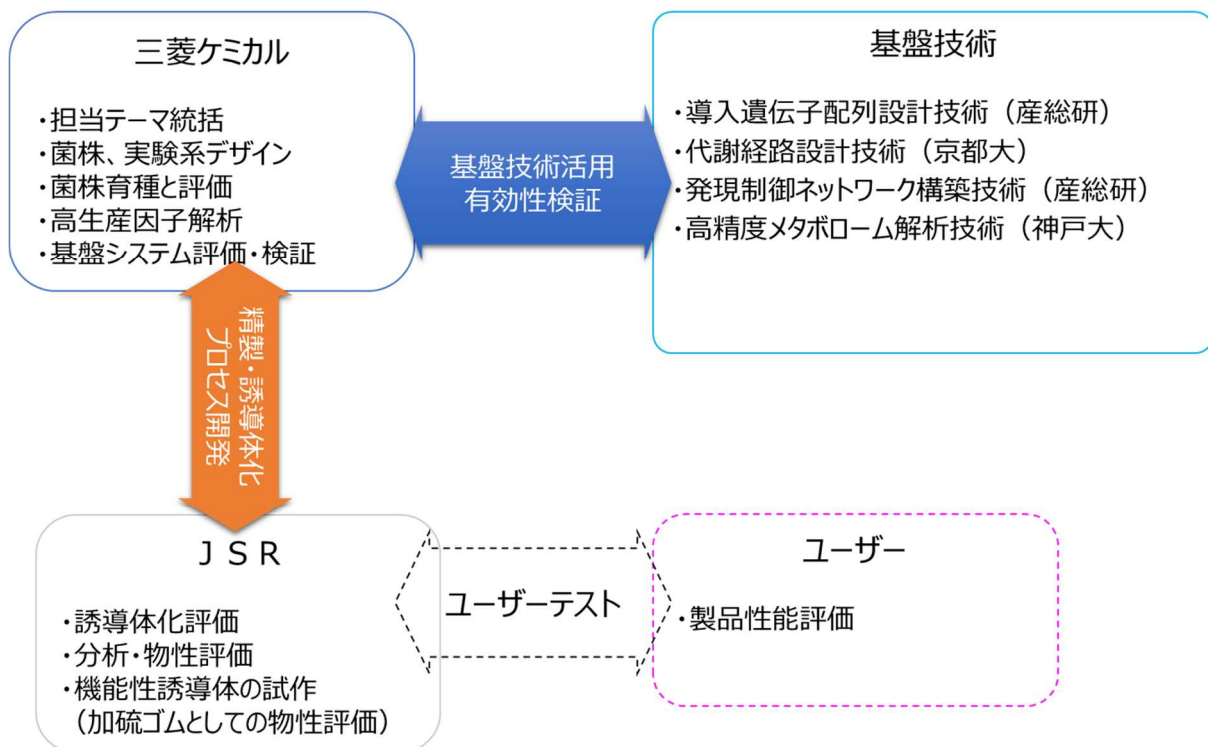 三菱ケミカル
・担当テーマ統括
・菌株、実験系デザイン
・菌株育種と評価
・高生産因子解析
・基盤システム評価・検証
基盤技術活用
有効性検証
基盤技術
・導入遺伝子配列設計技術（産総研）
・代謝経路設計技術（京都大）
・発現制御ネットワーク構築技術（産総研）
・高精度メタボローム解析技術（神戸大）
精製・誘導体化
プロセス開発
ＪＳＲ
・誘導体化評価
・分析・物性評価
・機能性誘導体の試作
（加硫ゴムとしての物性評価）
ユーザーテスト
ユーザー
・製品性能評価